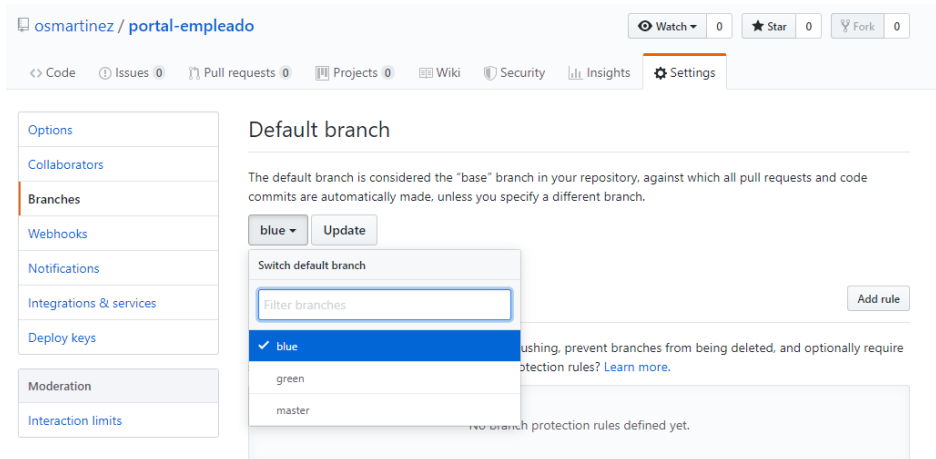 osmartinez / portal-empleado
Watch 0 Star 0 Fork 0
Code Issues 0 Pull requests 0 Projects 0 Wiki Security Insights Settings
Options
Collaborators
Branches
Webhooks
Notifications
Integrations & services
Deploy keys
Moderation
Interaction limits
Default branch
The default branch is considered the "base" branch in your repository, against which all pull requests and code
commits are automatically made, unless you specify a different branch.
blue Update
Switch default branch
Filter branches
blue
green
master
Add rule
ushing, prevent branches from being deleted, and optionally require
rules? Learn more.
No branch protection rules defined yet.